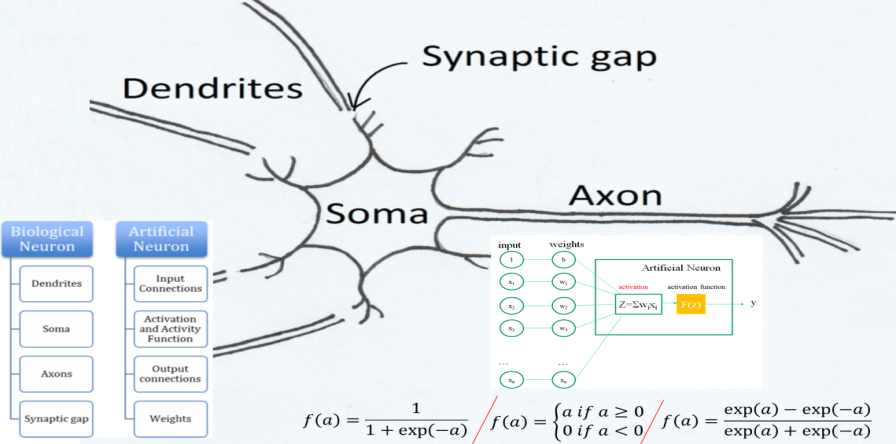 Synaptic gap
Dendrites
Axon
Soma
Biological
Neuron
Artificial
Neuron
Dendrites
Input
Connections
Soma
Activation
and Activity
Function
Axons
Output
connections
Synaptic gap
Weights
input weights
1 b
Artificial Neuron
x₁ w₁
activation activation function
x₂ w₂
Z=Σwᵢxᵢ F(z) y
x₃ w₃
... ...
xₙ xₙ
f(a) = 1 / (1 + exp(−a))
f(a) = { a if a ≥ 0
0 if a < 0
f(a) = (exp(a) − exp(−a)) / (exp(a) + exp(−a))